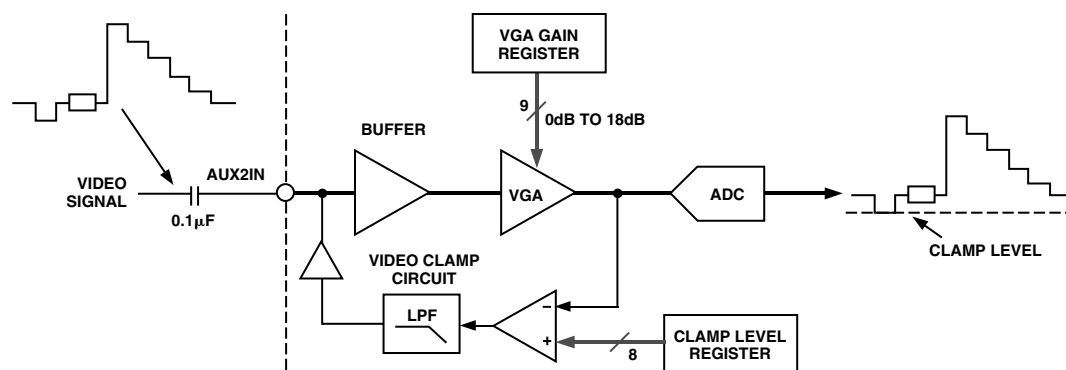 VGA GAIN
REGISTER
9
0dB TO 18dB
BUFFER
VIDEO
SIGNAL
AUX2IN
0.1μF
VGA
ADC
CLAMP LEVEL
VIDEO CLAMP
CIRCUIT
LPF
–
+
8
CLAMP LEVEL
REGISTER